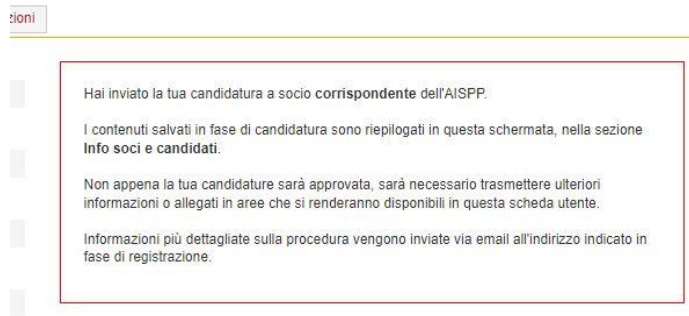 zioni
Hai inviato la tua candidatura a socio corrispondente dell'AISPP.
I contenuti salvati in fase di candidatura sono riepilogati in questa schermata, nella sezione
Info soci e candidati.
Non appena la tua candidature sarà approvata, sarà necessario trasmettere ulteriori
informazioni o allegati in aree che si renderanno disponibili in questa scheda utente.
Informazioni più dettagliate sulla procedura vengono inviate via email all'indirizzo indicato in
fase di registrazione.